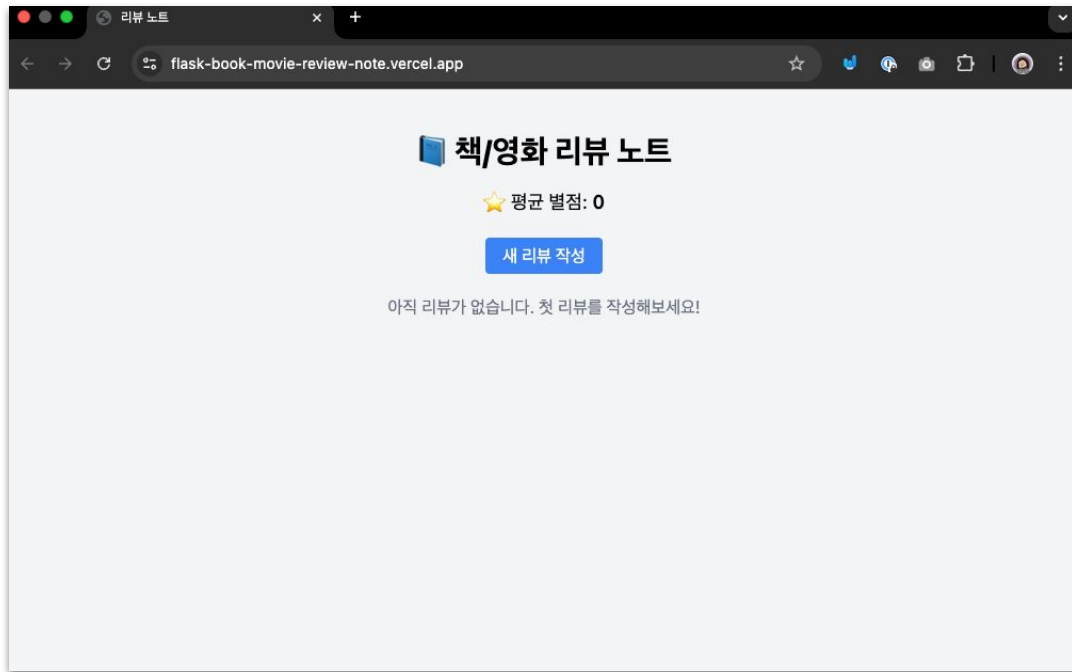 리뷰 노트
flask-book-movie-review-note.vercel.app
책/영화 리뷰 노트
평균 별점: 0
새 리뷰 작성
아직 리뷰가 없습니다. 첫 리뷰를 작성해보세요!